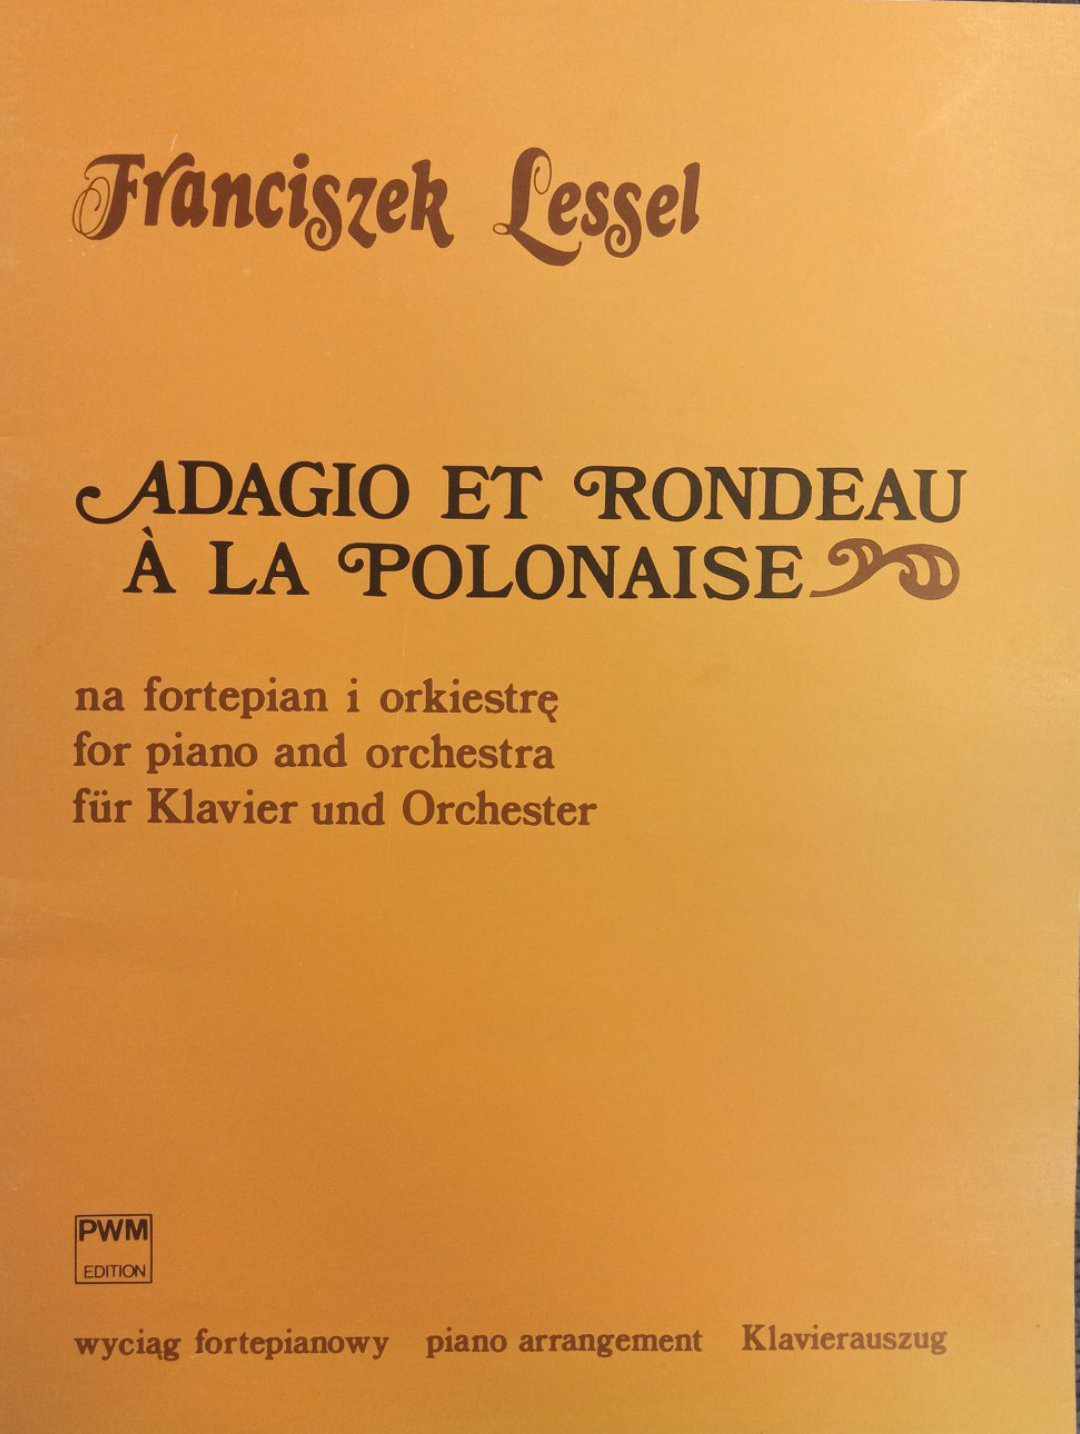 Franciszek Lessel
ADAGIO ET RONDEAU
À LA POLONAISE
na fortepian i orkiestrę
for piano and orchestra
für Klavier und Orchester
PWM
EDITION
wyciąg fortepianowy piano arrangement Klavierauszug